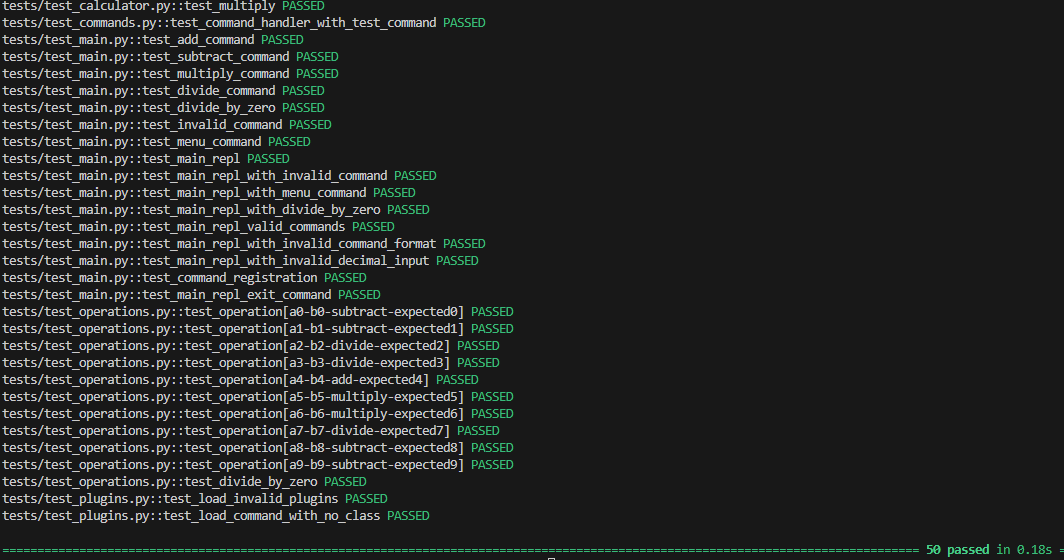 tests/test_calculator.py::test_multiply PASSED
tests/test_commands.py::test_command_handler_with_test_command PASSED
tests/test_main.py::test_add_command PASSED
tests/test_main.py::test_subtract_command PASSED
tests/test_main.py::test_multiply_command PASSED
tests/test_main.py::test_divide_command PASSED
tests/test_main.py::test_divide_by_zero PASSED
tests/test_main.py::test_invalid_command PASSED
tests/test_main.py::test_menu_command PASSED
tests/test_main.py::test_main_repl PASSED
tests/test_main.py::test_main_repl_with_invalid_command PASSED
tests/test_main.py::test_main_repl_with_menu_command PASSED
tests/test_main.py::test_main_repl_with_divide_by_zero PASSED
tests/test_main.py::test_main_repl_valid_commands PASSED
tests/test_main.py::test_main_repl_with_invalid_command_format PASSED
tests/test_main.py::test_main_repl_with_invalid_decimal_input PASSED
tests/test_main.py::test_command_registration PASSED
tests/test_main.py::test_main_repl_exit_command PASSED
tests/test_operations.py::test_operation[a0-b0-subtract-expected0] PASSED
tests/test_operations.py::test_operation[a1-b1-subtract-expected1] PASSED
tests/test_operations.py::test_operation[a2-b2-divide-expected2] PASSED
tests/test_operations.py::test_operation[a3-b3-divide-expected3] PASSED
tests/test_operations.py::test_operation[a4-b4-add-expected4] PASSED
tests/test_operations.py::test_operation[a5-b5-multiply-expected5] PASSED
tests/test_operations.py::test_operation[a6-b6-multiply-expected6] PASSED
tests/test_operations.py::test_operation[a7-b7-divide-expected7] PASSED
tests/test_operations.py::test_operation[a8-b8-subtract-expected8] PASSED
tests/test_operations.py::test_operation[a9-b9-subtract-expected9] PASSED
tests/test_operations.py::test_divide_by_zero PASSED
tests/test_plugins.py::test_load_invalid_plugins PASSED
tests/test_plugins.py::test_load_command_with_no_class PASSED
=================================================================================================================================== 50 passed in 0.18s =